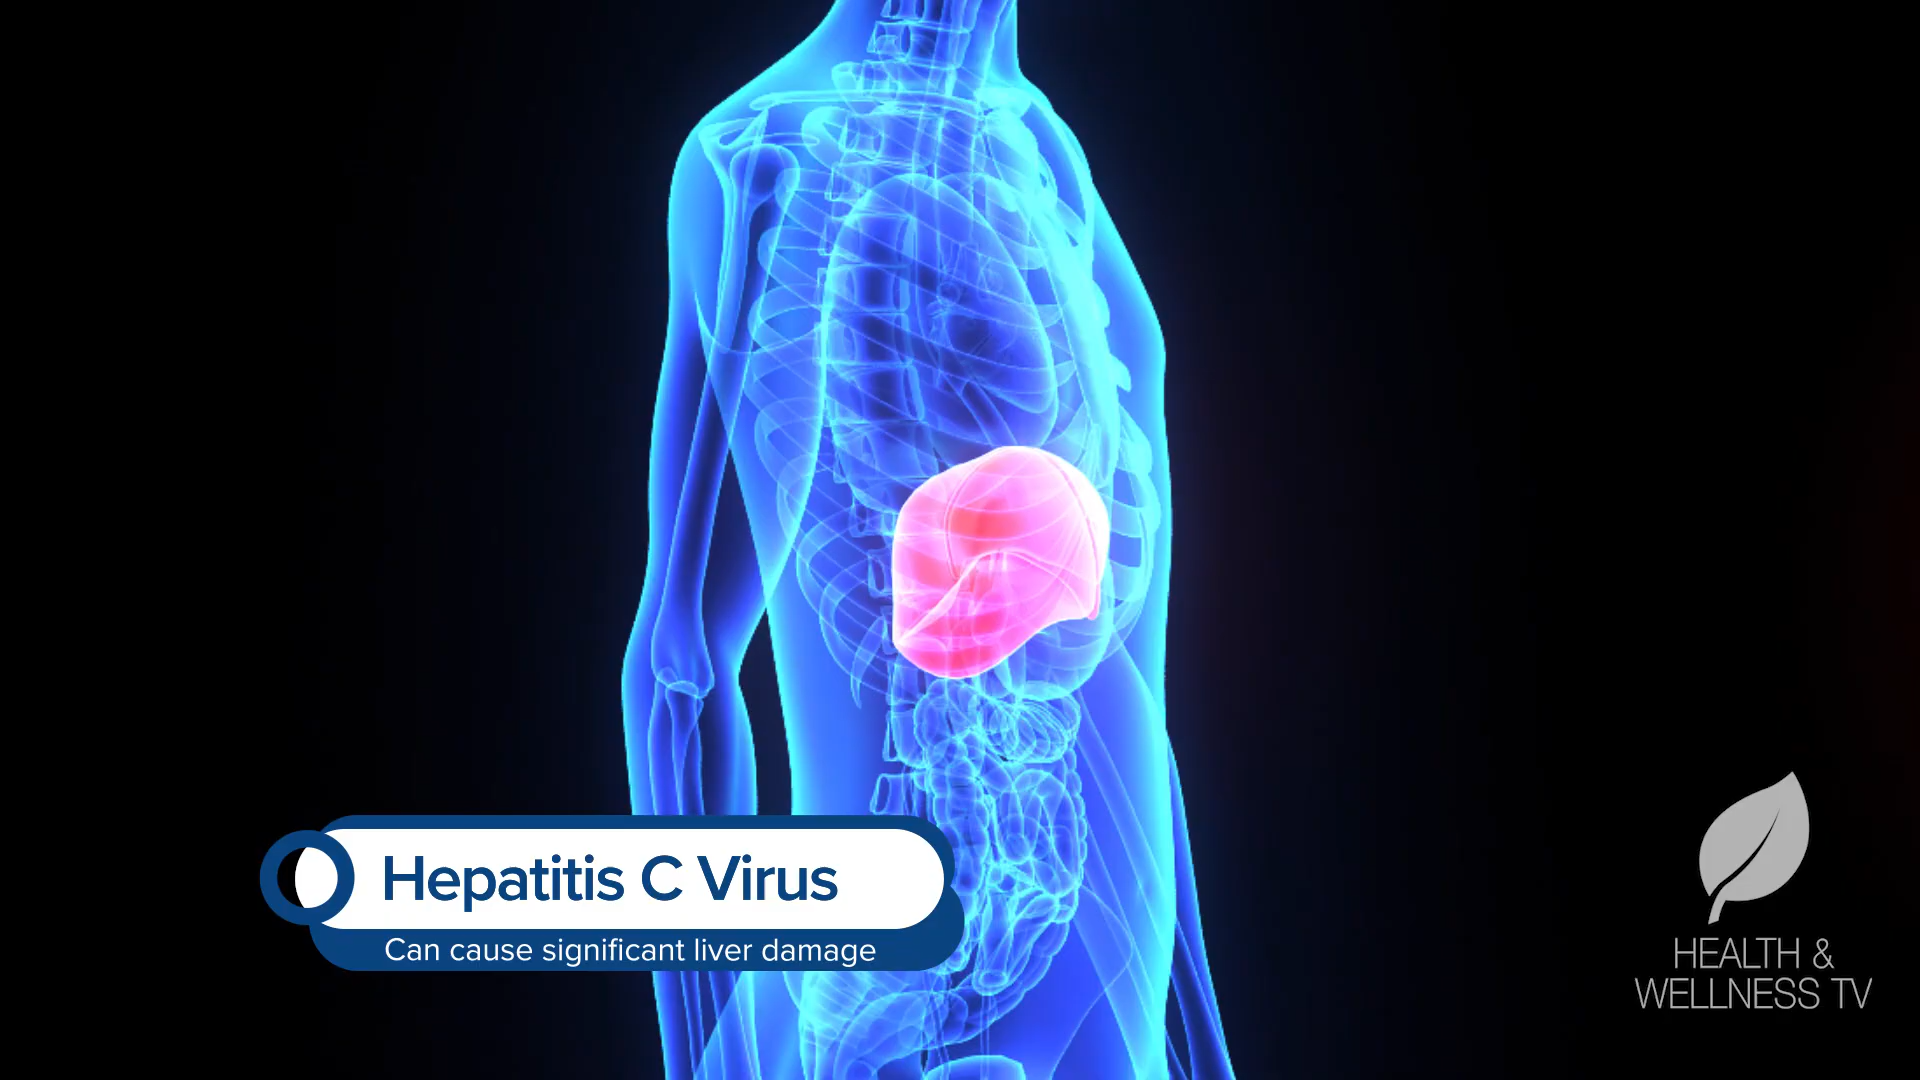 Hepatitis C Virus
Can cause significant liver damage
HEALTH &
WELLNESS TV